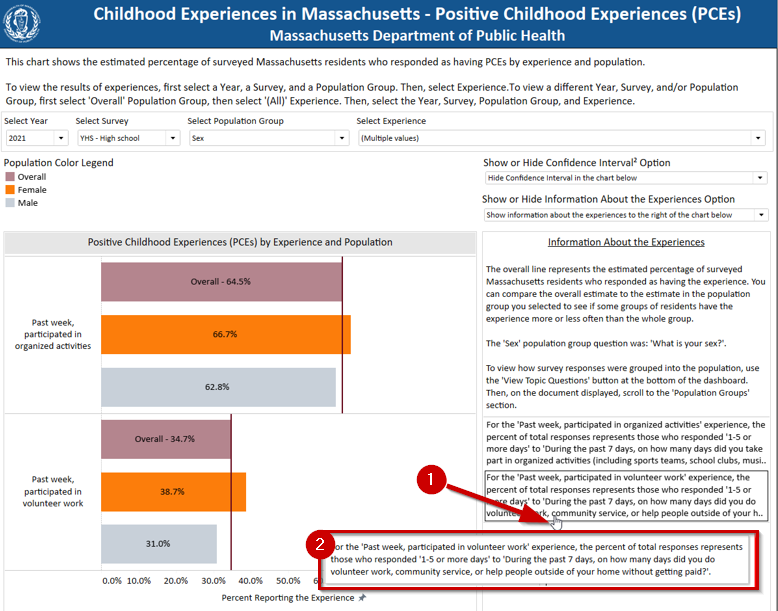 Childhood Experiences in Massachusetts - Positive Childhood Experiences (PCEs)
Massachusetts Department of Public Health
This chart shows the estimated percentage of surveyed Massachusetts residents who responded as having PCEs by experience and population.
To view the results of experiences, first select a Year, a Survey, and a Population Group. Then, select Experience.To view a different Year, Survey, and/or Population
Group, first select 'Overall' Population Group, then select '(All)' Experience. Then, select the Year, Survey, Population Group, and Experience.
Select Year Select Survey Select Population Group Select Experience
2021 YHS - High school Sex (Multiple values)
Population Color Legend
Overall
Female
Male
Show or Hide Confidence Interval² Option
Hide Confidence Interval in the chart below
Show or Hide Information About the Experiences Option
Show information about the experiences to the right of the chart below
Positive Childhood Experiences (PCEs) by Experience and Population
Past week,
participated in
organized activities
Overall - 64.5%
66.7%
62.8%
Past week,
participated in
volunteer work
Overall - 34.7%
38.7%
31.0%
0.0% 10.0% 20.0% 30.0% 40.0% 50.0%
Percent Reporting the Experience
Information About the Experiences
The overall line represents the estimated percentage of surveyed
Massachusetts residents who responded as having the experience. You
can compare the overall estimate to the estimate in the population
group you selected to see if some groups of residents have the
experience more or less often than the whole group.
The 'Sex' population group question was: 'What is your sex?'.
To view how survey responses were grouped into the population, use
the 'View Topic Questions' button at the bottom of the dashboard.
Then, on the document displayed, scroll to the 'Population Groups'
section.
For the 'Past week, participated in organized activities' experience, the
percent of total responses represents those who responded '1-5 or
more days' to 'During the past 7 days, on how many days did you take
part in organized activities (including sports teams, school clubs, musi..
For the 'Past week, participated in volunteer work' experience, the
percent of total responses represents those who responded '1-5 or
more days' to 'During the past 7 days, on how many days did you do
volunteer work, community service, or help people outside of your h..
1
2
For the 'Past week, participated in volunteer work' experience, the percent of total responses represents
those who responded '1-5 or more days' to 'During the past 7 days, on how many days did you do
volunteer work, community service, or help people outside of your home without getting paid?'.